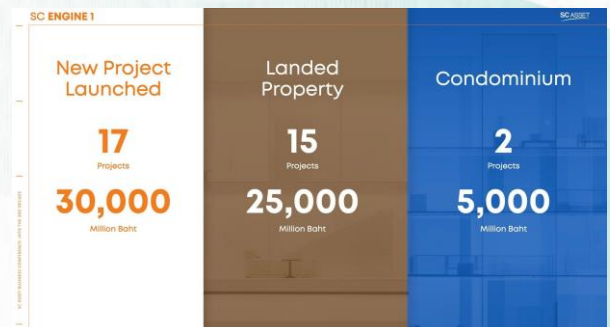 SC ENGINE 1
SC ASSET
New Project
Launched
17
Projects
30,000
Million Baht
Landed
Property
15
Projects
25,000
Million Baht
Condominium
2
Projects
5,000
Million Baht